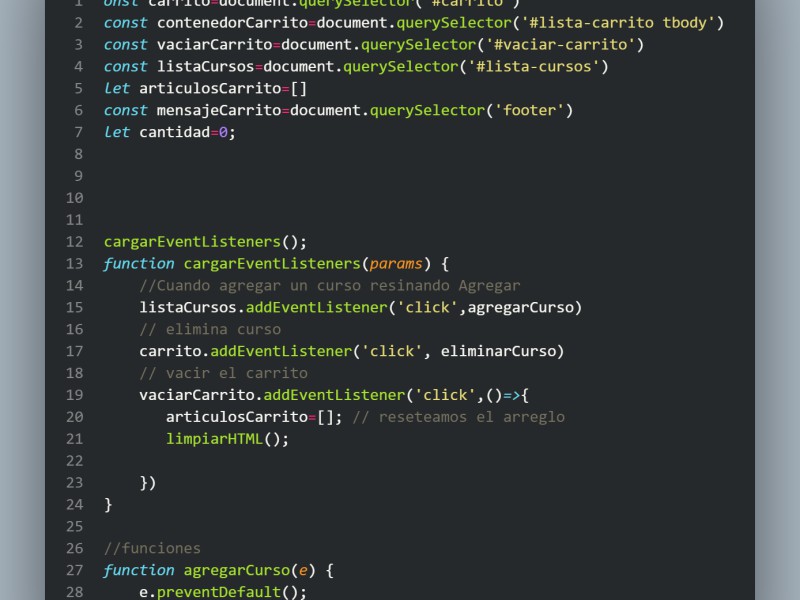 1 onst carrito=document.querySelector('#carrito')
2 const contenedorCarrito=document.querySelector('#lista-carrito tbody')
3 const vaciarCarrito=document.querySelector('#vaciar-carrito')
4 const listaCursos=document.querySelector('#lista-cursos')
5 let articulosCarrito=[]
6 const mensajeCarrito=document.querySelector('footer')
7 let cantidad=0;
8
9
10
11
12 cargarEventListeners();
13 function cargarEventListeners(params) {
14 //Cuando agregar un curso resinando Agregar
15 listaCursos.addEventListener('click',agregarCurso)
16 // elimina curso
17 carrito.addEventListener('click', eliminarCurso)
18 // vacir el carrito
19 vaciarCarrito.addEventListener('click',()=>{
20 articulosCarrito=[]; // reseteamos el arreglo
21 limpiarHTML();
22
23 })
24 }
25
26 //funciones
27 function agregarCurso(e) {
28 e.preventDefault();